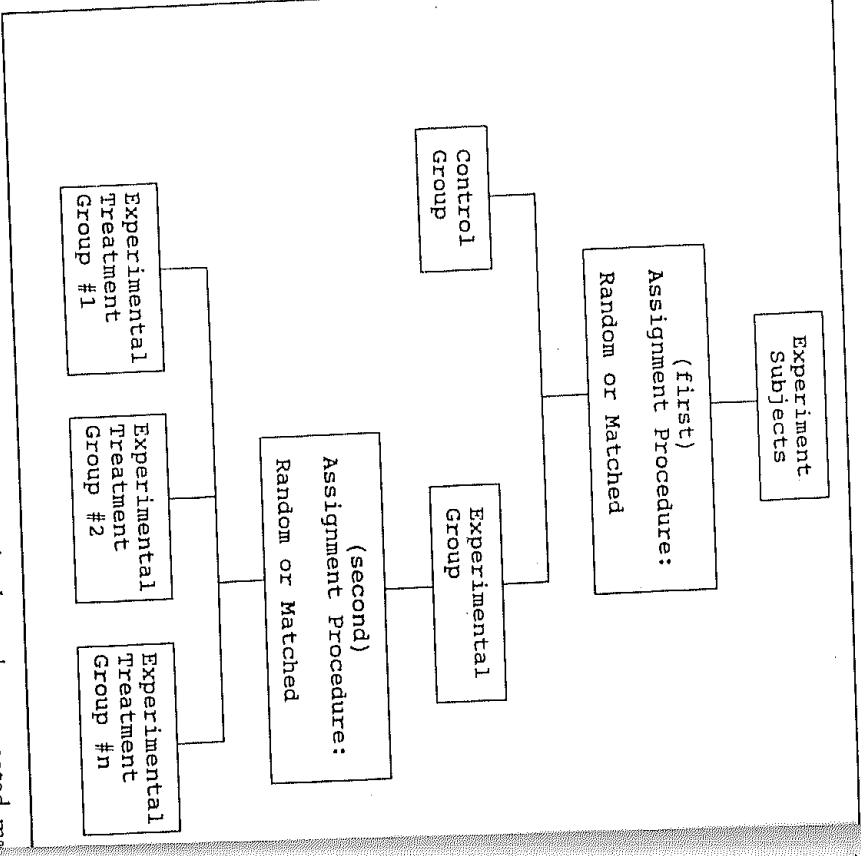 Experiment
Subjects
(first)
Assignment Procedure:
Random or Matched
Control
Group
Experimental
Group
(second)
Assignment Procedure:
Random or Matched
Experimental
Treatment
Group #1
Experimental
Treatment
Group #2
Experimental
Treatment
Group #n